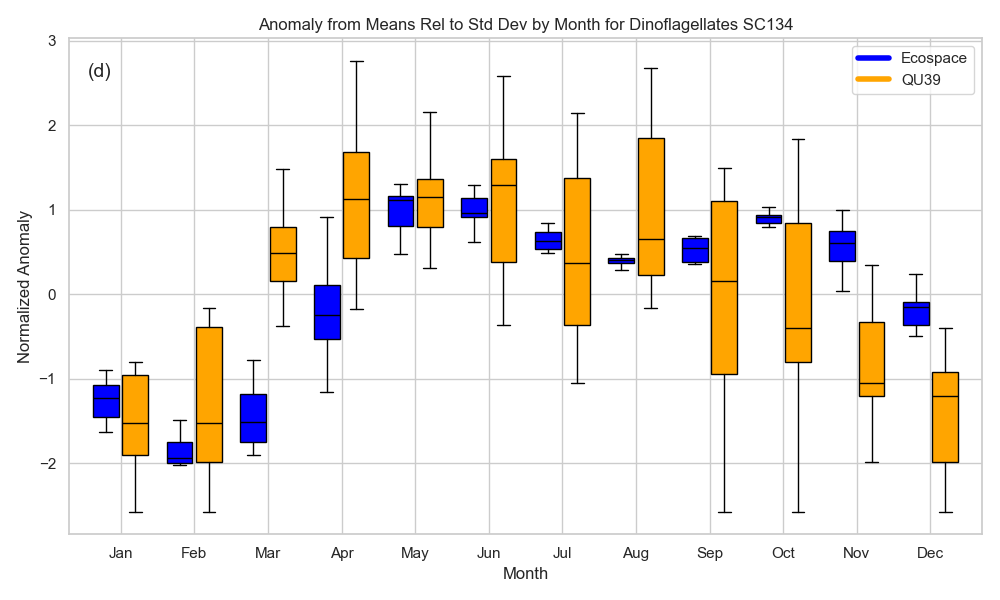 Anomaly from Means Rel to Std Dev by Month for Dinoflagellates SC134
(d)
Ecospace
QU39
Normalized Anomaly
3
2
1
0
−1
−2
Jan Feb Mar Apr May Jun Jul Aug Sep Oct Nov Dec
Month